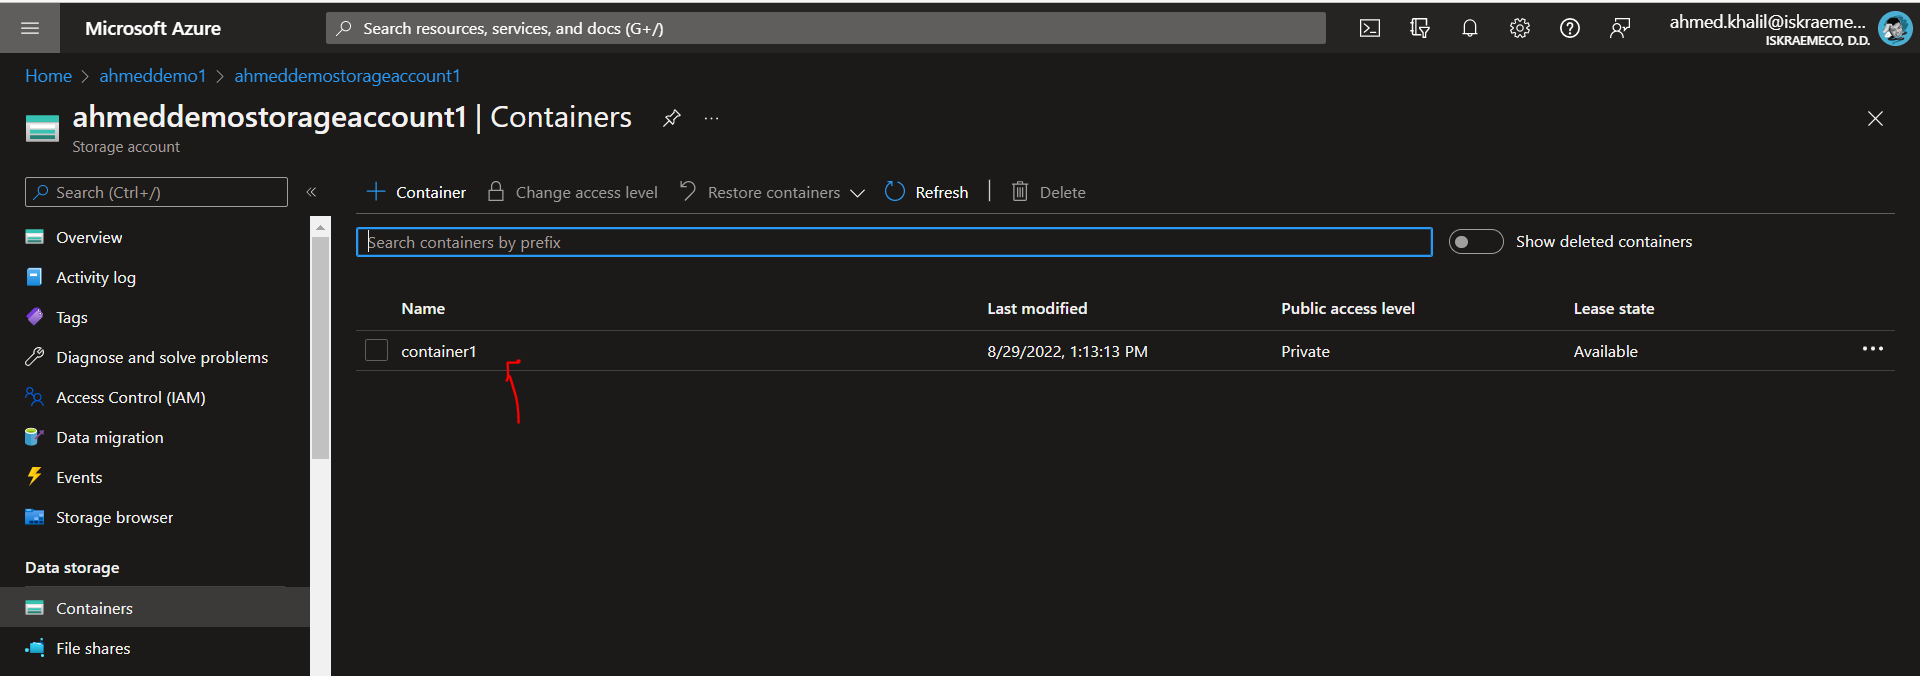 Microsoft Azure
Search resources, services, and docs (G+/)
ahmed.khalil@iskraeme...
ISKRAEMECO, D.D.
Home > ahmeddemo1 > ahmeddemostorageaccount1
ahmeddemostorageaccount1 | Containers
Storage account
Search (Ctrl+/)
Overview
Activity log
Tags
Diagnose and solve problems
Access Control (IAM)
Data migration
Events
Storage browser
Data storage
Containers
File shares
Container Change access level Restore containers Refresh Delete
Search containers by prefix
Show deleted containers
Name Last modified Public access level Lease state
container1 8/29/2022, 1:13:13 PM Private Available